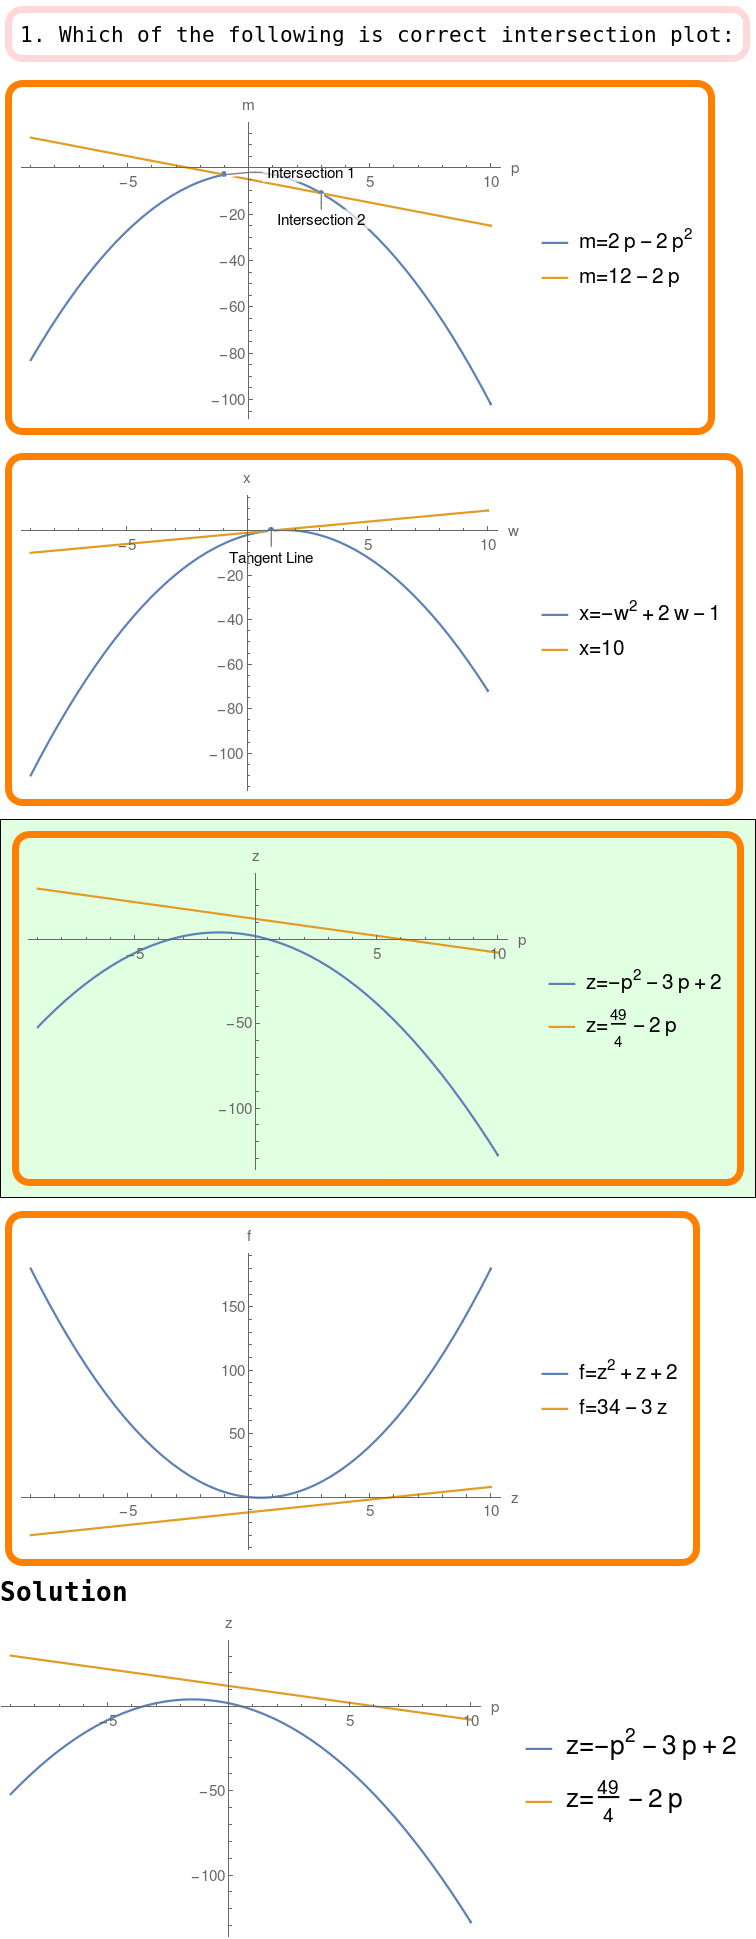 1. Which of the following is correct intersection plot:
m
p
−5
5
10
Intersection 1
Intersection 2
−20
−40
−60
−80
−100
m=2 p − 2 p²
m=12 − 2 p
x
w
−5
5
10
Tangent Line
−20
−40
−60
−80
−100
x=−w² + 2 w − 1
x=10
z
p
−5
5
10
−50
−100
z=−p² − 3 p + 2
z=49/4 − 2 p
f
150
100
50
z
−5
5
10
f=z² + z + 2
f=34 − 3 z
Solution
z
p
−5
5
10
−50
−100
z=−p² − 3 p + 2
z=49/4 − 2 p